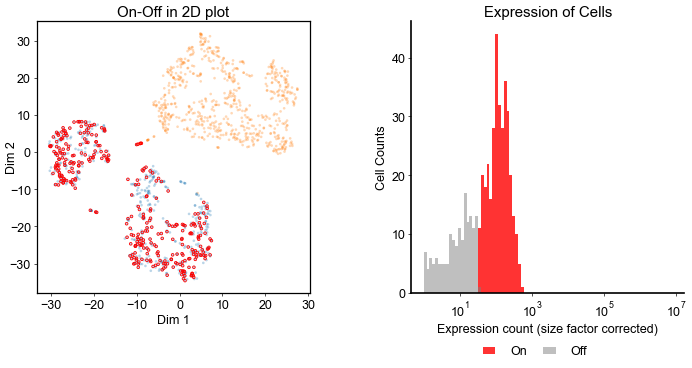 On-Off in 2D plot
Expression of Cells
30
20
10
0
−10
−20
−30
Dim 2
−30 −20 −10 0 10 20 30
Dim 1
40
30
20
10
0
Cell Counts
10^1 10^3 10^5 10^7
Expression count (size factor corrected)
On Off